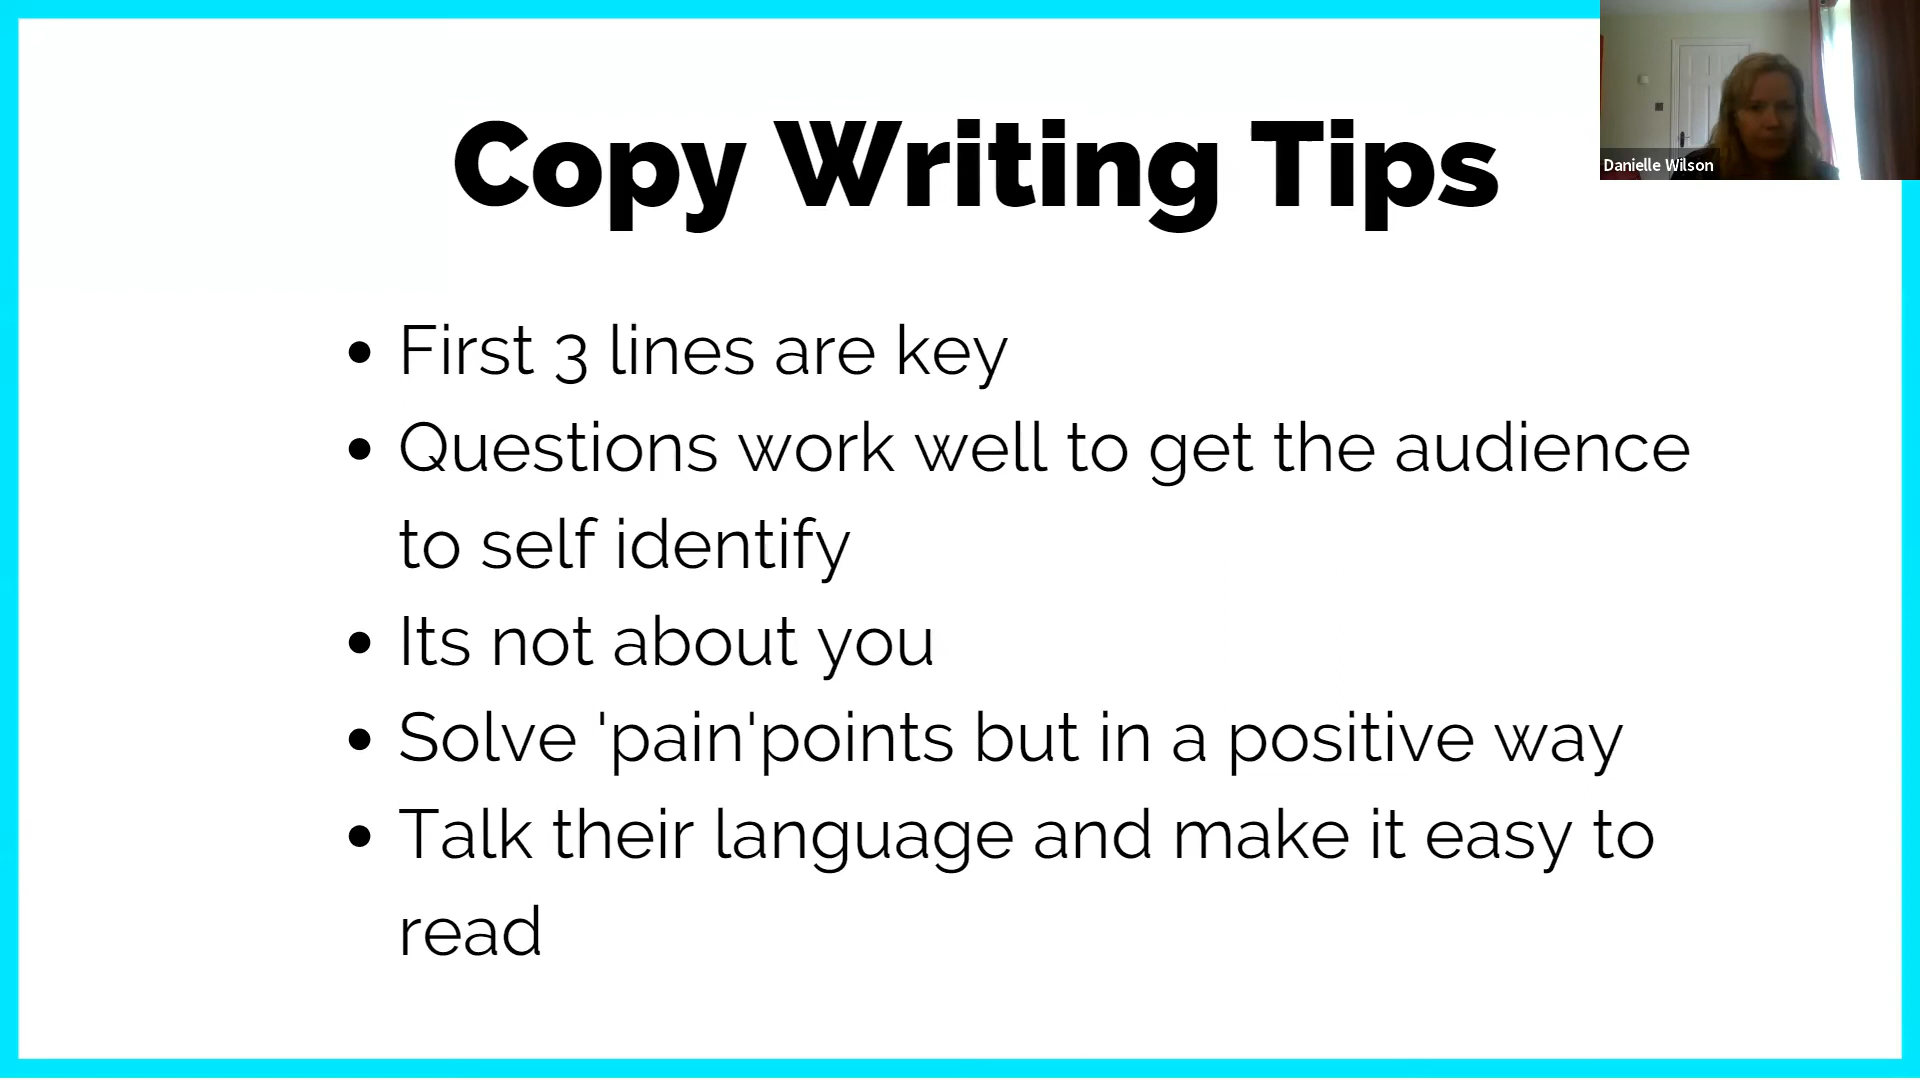 Copy Writing Tips
Danielle Wilson
• First 3 lines are key
• Questions work well to get the audience
to self identify
• Its not about you
• Solve 'pain'points but in a positive way
• Talk their language and make it easy to
read